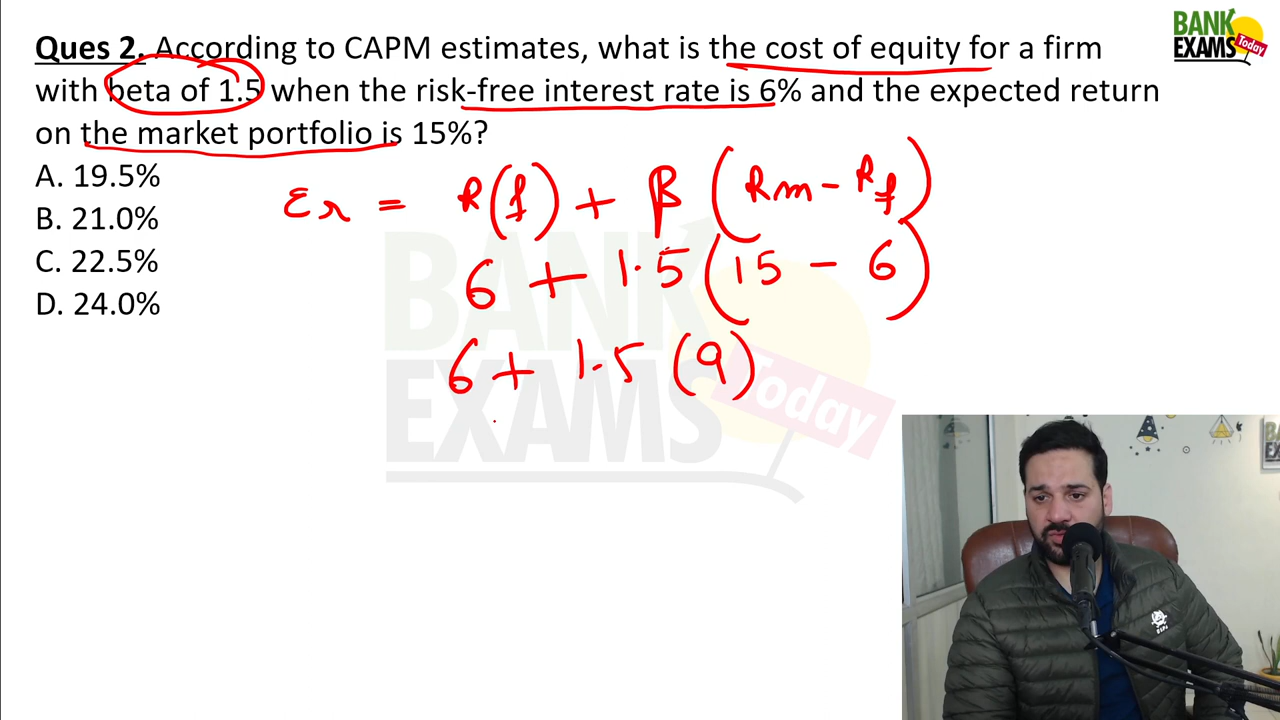 BANK
EXAMS Today
Ques 2. According to CAPM estimates, what is the cost of equity for a firm
with beta of 1.5 when the risk-free interest rate is 6% and the expected return
on the market portfolio is 15%?
A. 19.5%
B. 21.0%
C. 22.5%
D. 24.0%
Er = R(f) + β (Rm - Rf)
6 + 1.5 (15 - 6)
6 + 1.5 (9)
BANK
EXAMS Today